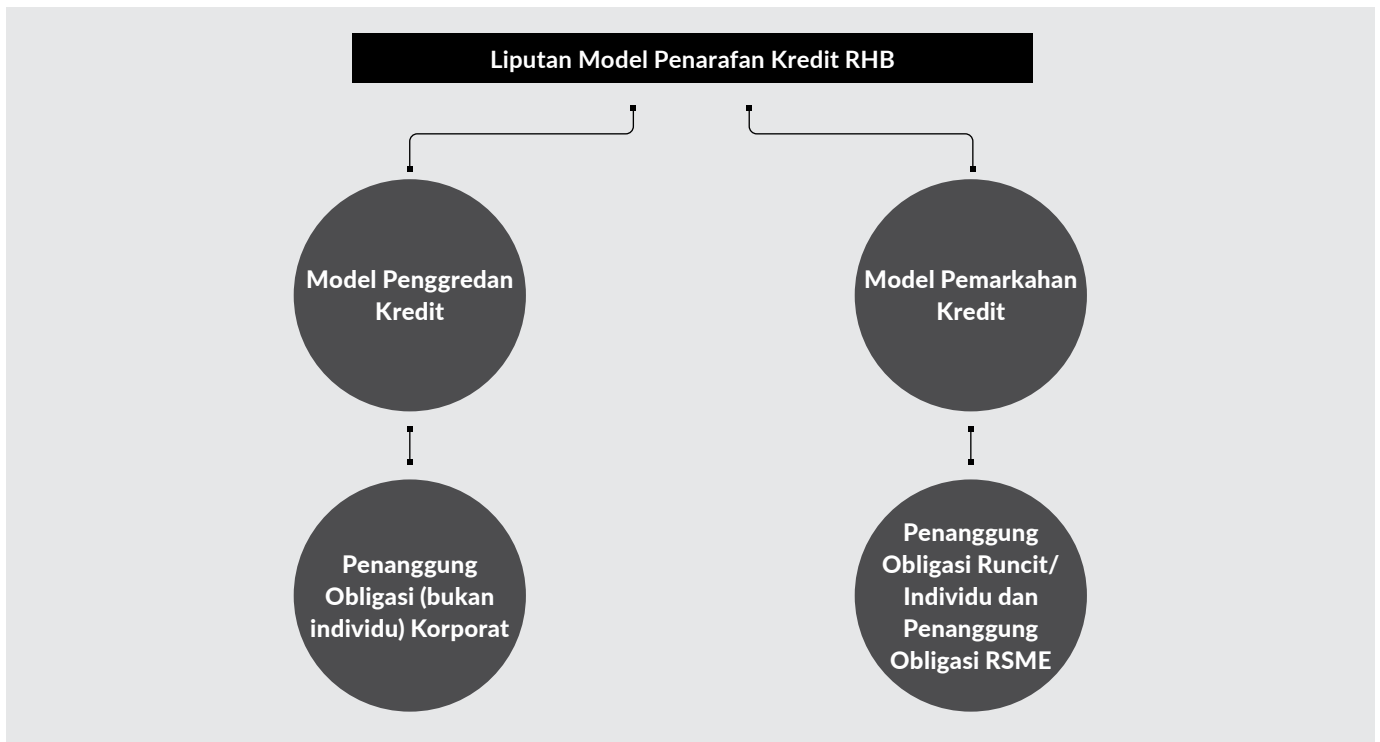 Liputan Model Penarafan Kredit RHB
Model Penggredan
Kredit
Model Pemarkahan
Kredit
Penanggung
Obligasi (bukan
individu) Korporat
Penanggung
Obligasi Runcit/
Individu dan
Penanggung
Obligasi RSME